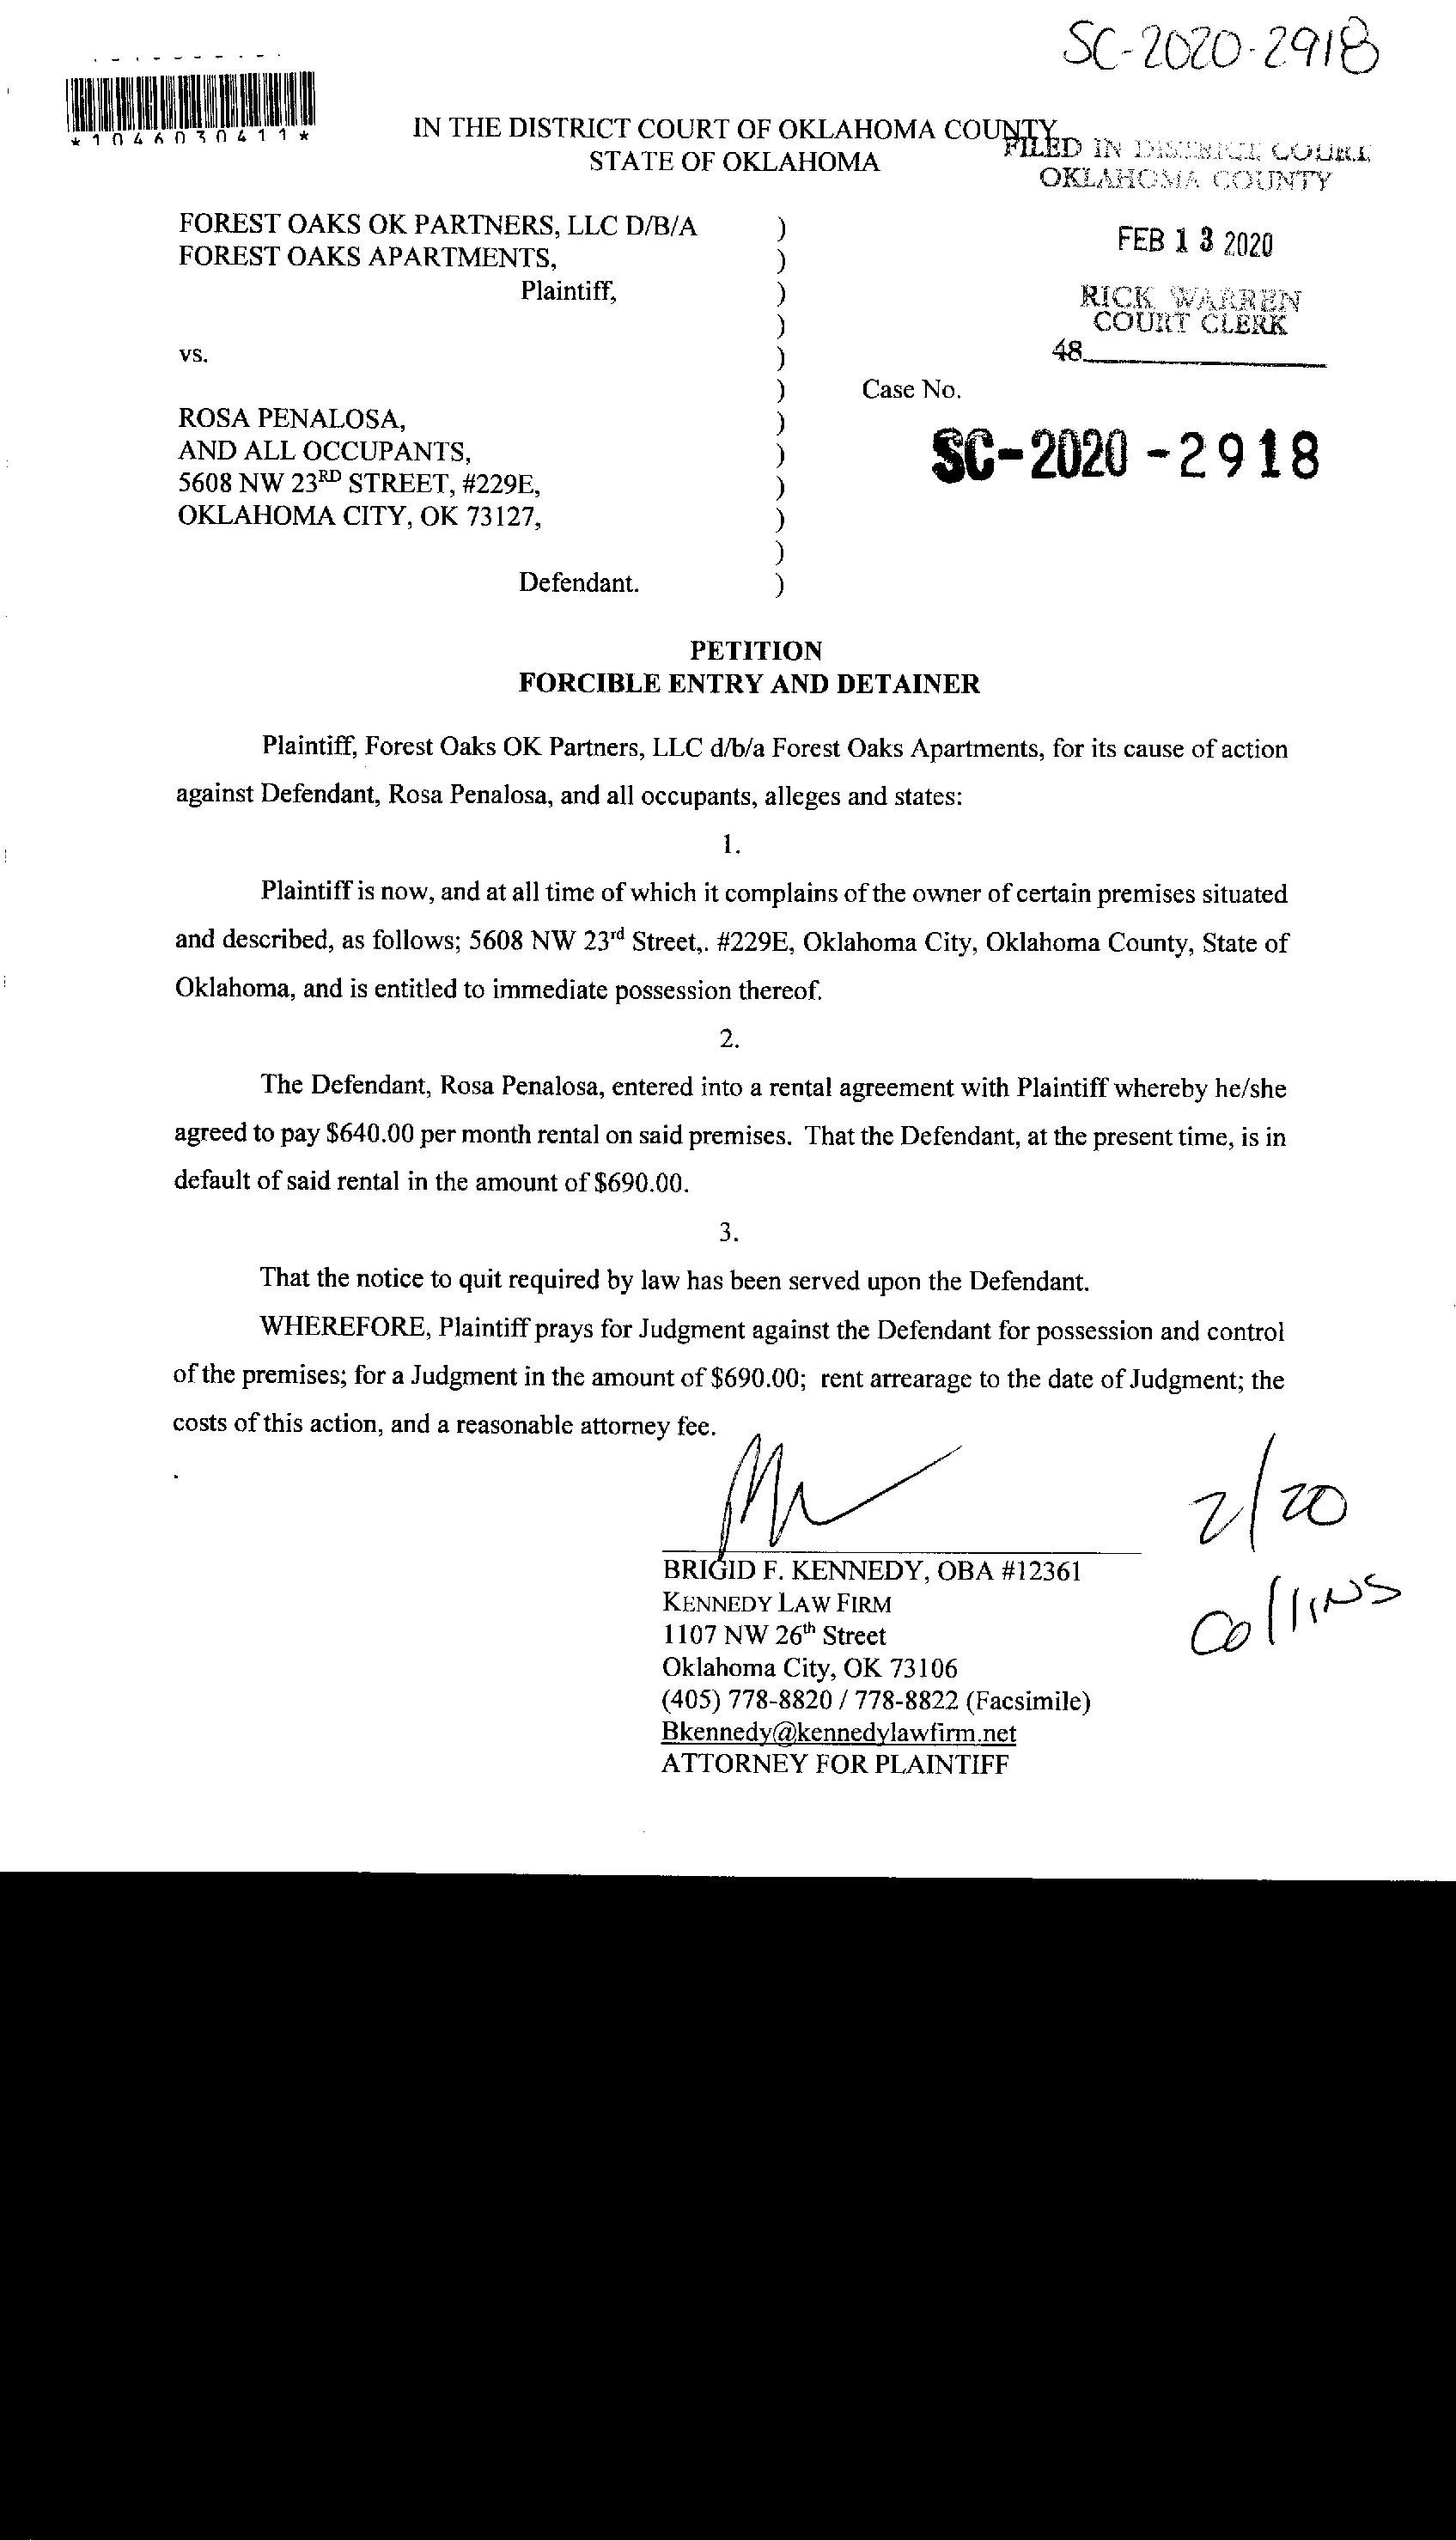 SC-2020-2918
*1046030411*
IN THE DISTRICT COURT OF OKLAHOMA COUNTY
STATE OF OKLAHOMA
FILED IN DISTRICT COURT
OKLAHOMA COUNTY
FEB 13 2020
RICK WARREN
COURT CLERK
48
FOREST OAKS OK PARTNERS, LLC D/B/A )
FOREST OAKS APARTMENTS, )
Plaintiff, )
)
vs. )
) Case No.
ROSA PENALOSA, )
AND ALL OCCUPANTS, ) SC-2020-2918
5608 NW 23RD STREET, #229E, )
OKLAHOMA CITY, OK 73127, )
)
Defendant. )
PETITION
FORCIBLE ENTRY AND DETAINER
Plaintiff, Forest Oaks OK Partners, LLC d/b/a Forest Oaks Apartments, for its cause of action
against Defendant, Rosa Penalosa, and all occupants, alleges and states:
1.
Plaintiff is now, and at all time of which it complains of the owner of certain premises situated
and described, as follows; 5608 NW 23rd Street,. #229E, Oklahoma City, Oklahoma County, State of
Oklahoma, and is entitled to immediate possession thereof.
2.
The Defendant, Rosa Penalosa, entered into a rental agreement with Plaintiff whereby he/she
agreed to pay $640.00 per month rental on said premises. That the Defendant, at the present time, is in
default of said rental in the amount of $690.00.
3.
That the notice to quit required by law has been served upon the Defendant.
WHEREFORE, Plaintiff prays for Judgment against the Defendant for possession and control
of the premises; for a Judgment in the amount of $690.00; rent arrearage to the date of Judgment; the
costs of this action, and a reasonable attorney fee.
BRIGID F. KENNEDY, OBA #12361
KENNEDY LAW FIRM
1107 NW 26th Street
Oklahoma City, OK 73106
(405) 778-8820 / 778-8822 (Facsimile)
Bkennedy@kennedylawfirm.net
ATTORNEY FOR PLAINTIFF
2/20
Collins